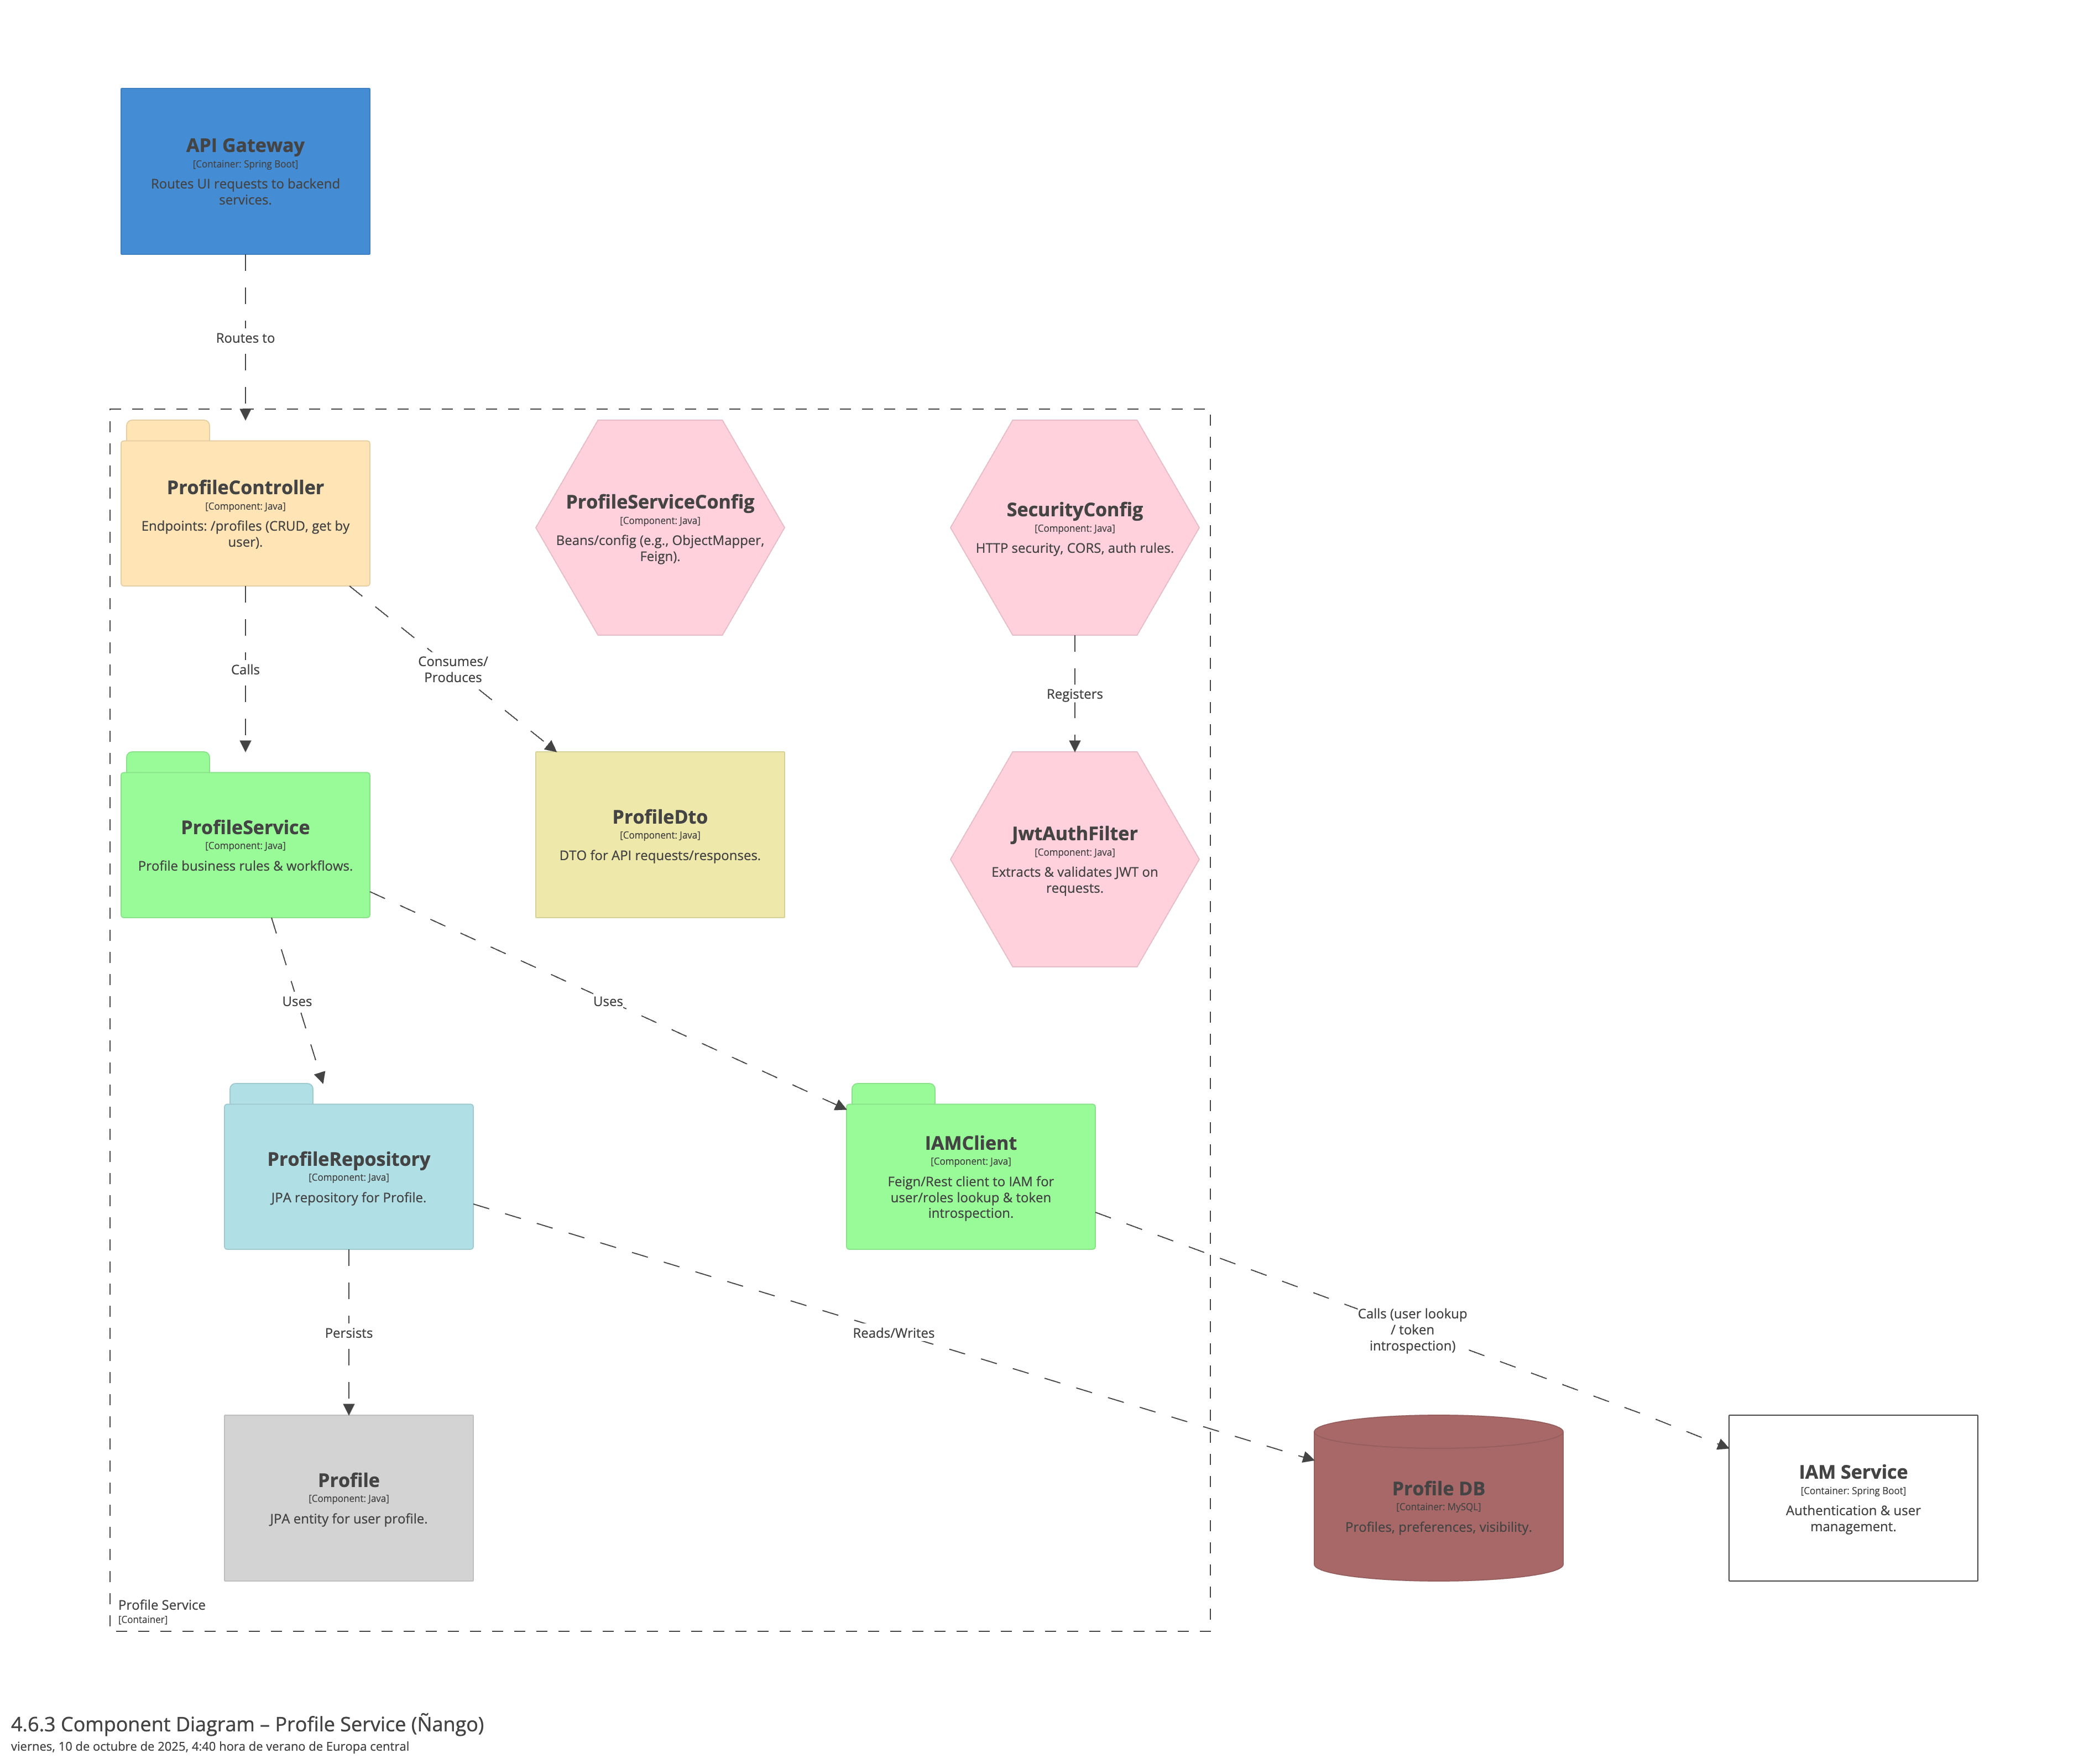 API Gateway
[Container: Spring Boot]
Routes UI requests to backend
services.
Routes to
ProfileController
[Component: Java]
Endpoints: /profiles (CRUD, get by
user).
ProfileServiceConfig
[Component: Java]
Beans/config (e.g., ObjectMapper,
Feign).
SecurityConfig
[Component: Java]
HTTP security, CORS, auth rules.
Calls
Consumes/
Produces
Registers
ProfileService
[Component: Java]
Profile business rules & workflows.
ProfileDto
[Component: Java]
DTO for API requests/responses.
JwtAuthFilter
[Component: Java]
Extracts & validates JWT on
requests.
Uses
Uses
ProfileRepository
[Component: Java]
JPA repository for Profile.
IAMClient
[Component: Java]
Feign/Rest client to IAM for
user/roles lookup & token
introspection.
Persists
Reads/Writes
Calls (user lookup
/ token
introspection)
Profile
[Component: Java]
JPA entity for user profile.
Profile DB
[Container: MySQL]
Profiles, preferences, visibility.
IAM Service
[Container: Spring Boot]
Authentication & user
management.
Profile Service
[Container]
4.6.3 Component Diagram – Profile Service (Ñango)
viernes, 10 de octubre de 2025, 4:40 hora de verano de Europa central